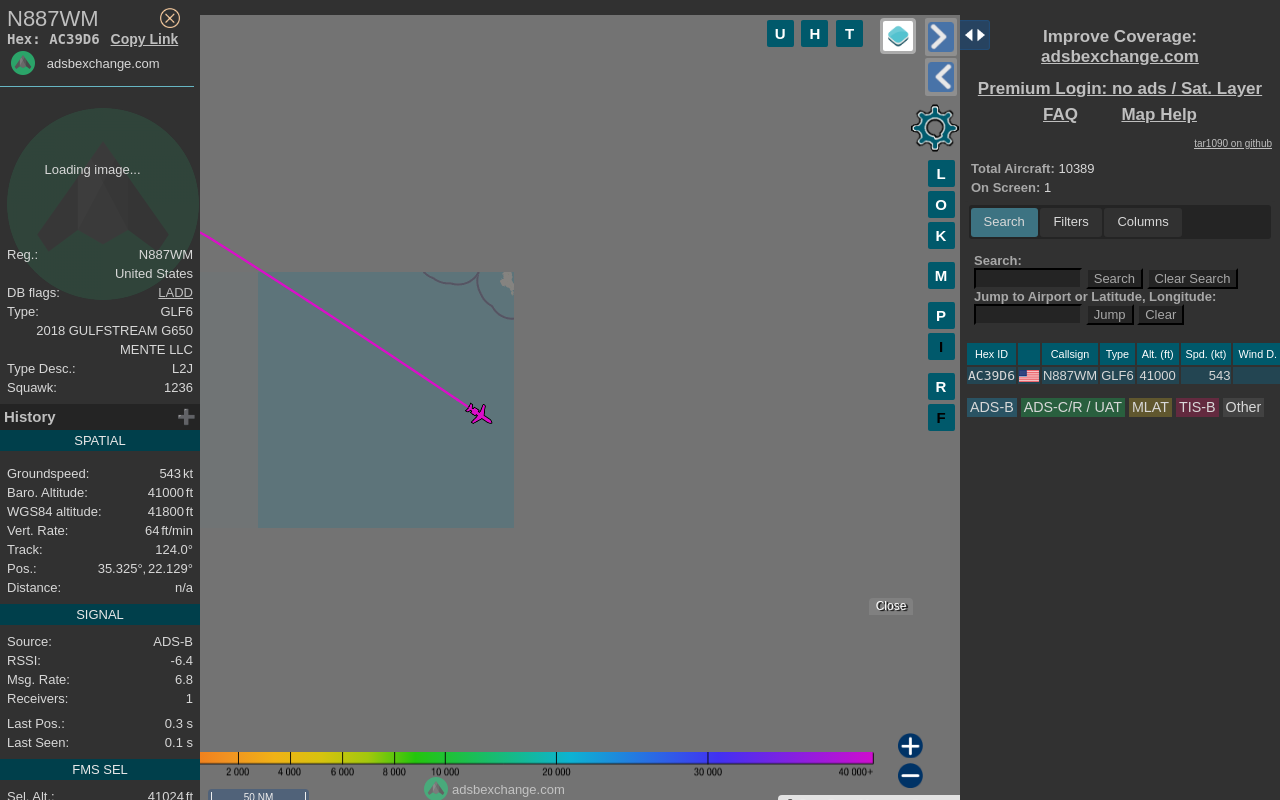 N887WM
Hex: AC39D6 Copy Link
adsbexchange.com
Loading image...
Reg.: N887WM
United States
DB flags: LADD
Type: GLF6
2018 GULFSTREAM G650
MENTE LLC
Type Desc.: L2J
Squawk: 1236
History
SPATIAL
Groundspeed: 543 kt
Baro. Altitude: 41000 ft
WGS84 altitude: 41800 ft
Vert. Rate: 64 ft/min
Track: 124.0°
Pos.: 35.325°, 22.129°
Distance: n/a
SIGNAL
Source: ADS-B
RSSI: -6.4
Msg. Rate: 6.8
Receivers: 1
Last Pos.: 0.3 s
Last Seen: 0.1 s
FMS SEL
Sel. Alt.: 41024 ft
U H T
L
O
K
M
P
I
R
F
Close
2 000 4 000 6 000 8 000 10 000 20 000 30 000 40 000+
adsbexchange.com
50 NM
Improve Coverage:
adsbexchange.com
Premium Login: no ads / Sat. Layer
FAQ Map Help
tar1090 on github
Total Aircraft: 10389
On Screen: 1
Search Filters Columns
Search:
Search Clear Search
Jump to Airport or Latitude, Longitude:
Jump Clear
Hex ID Callsign Type Alt. (ft) Spd. (kt) Wind D.
AC39D6 N887WM GLF6 41000 543
ADS-B ADS-C/R / UAT MLAT TIS-B Other